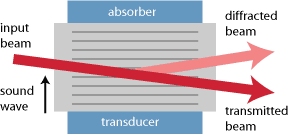 absorber
diffracted
beam
input
beam
sound
wave
transducer
transmitted
beam